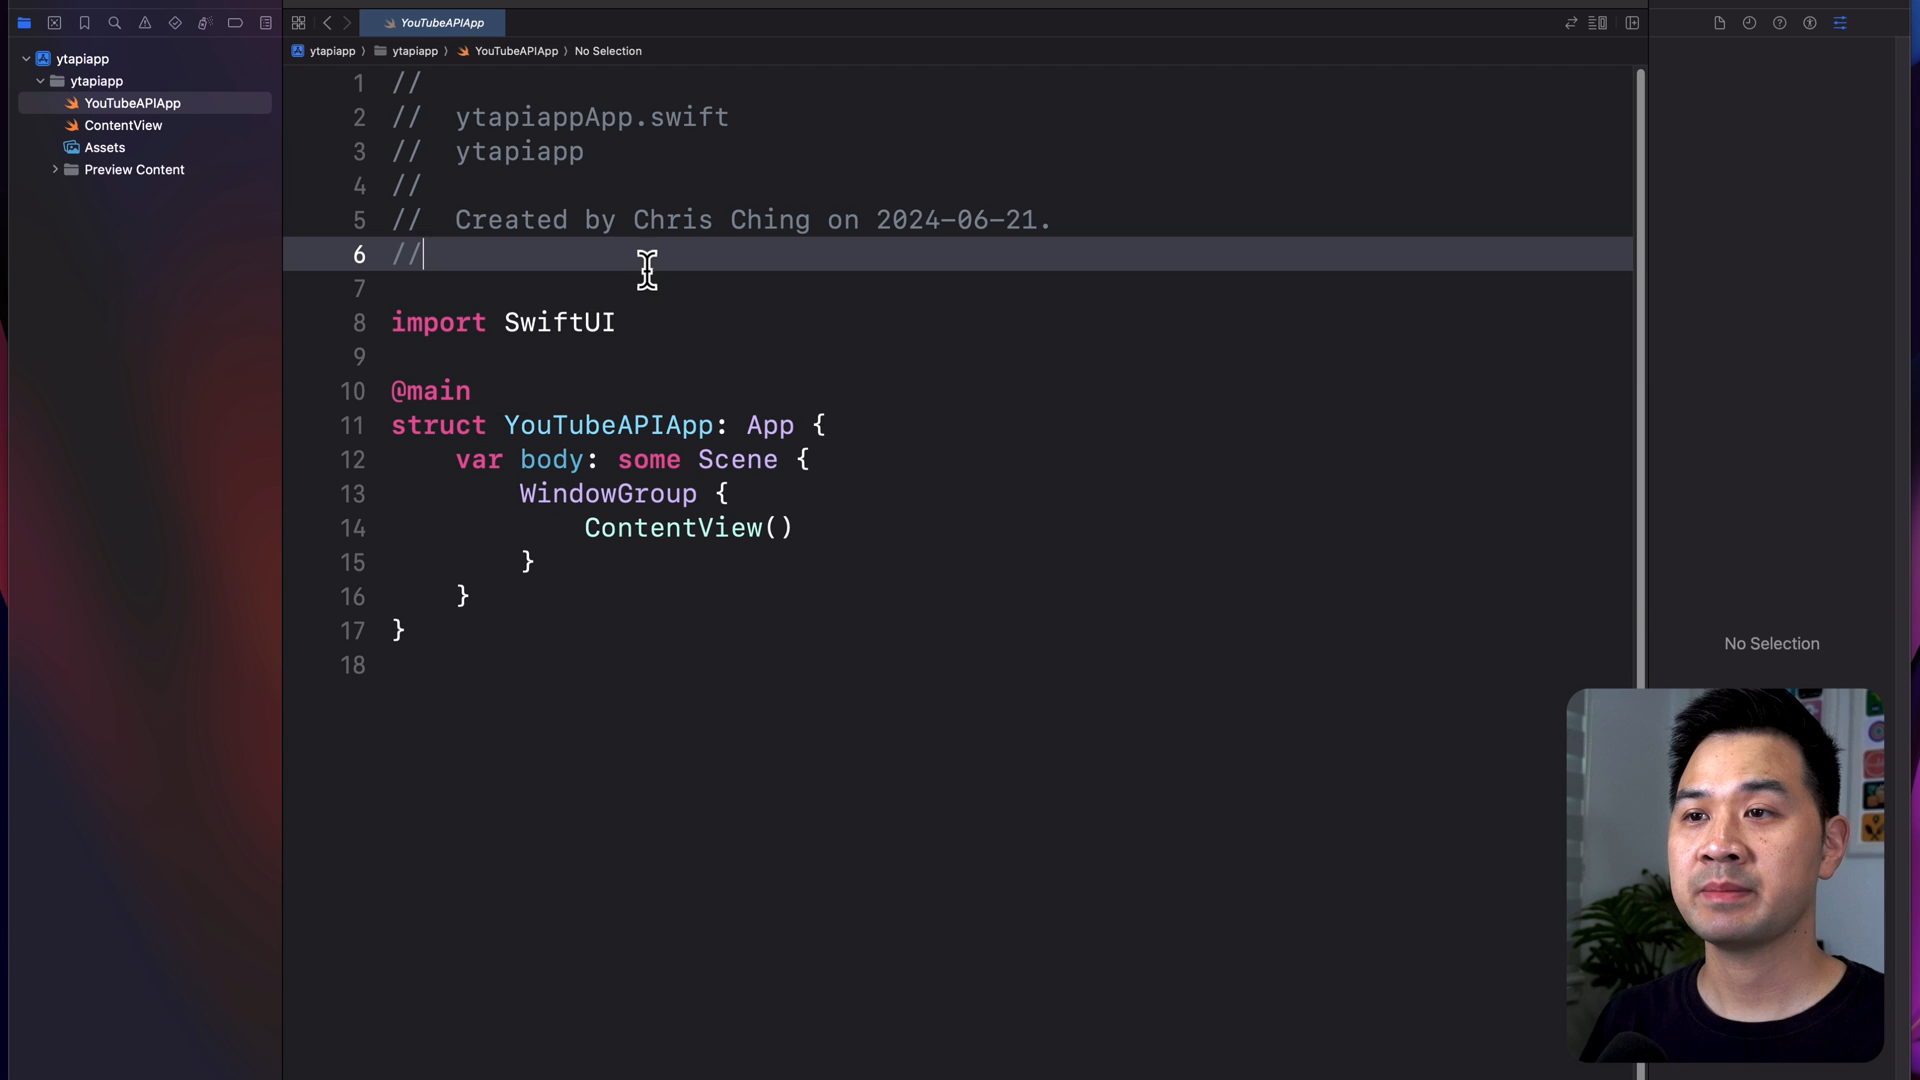 YouTubeAPIApp
ytapiapp
ytapiapp
YouTubeAPIApp
ContentView
Assets
Preview Content
ytapiapp 〉 ytapiapp 〉 YouTubeAPIApp 〉 No Selection
1 //
2 //  ytapiappApp.swift
3 //  ytapiapp
4 //
5 //  Created by Chris Ching on 2024-06-21.
6 //
7
8 import SwiftUI
9
10 @main
11 struct YouTubeAPIApp: App {
12     var body: some Scene {
13         WindowGroup {
14             ContentView()
15         }
16     }
17 }
18
No Selection